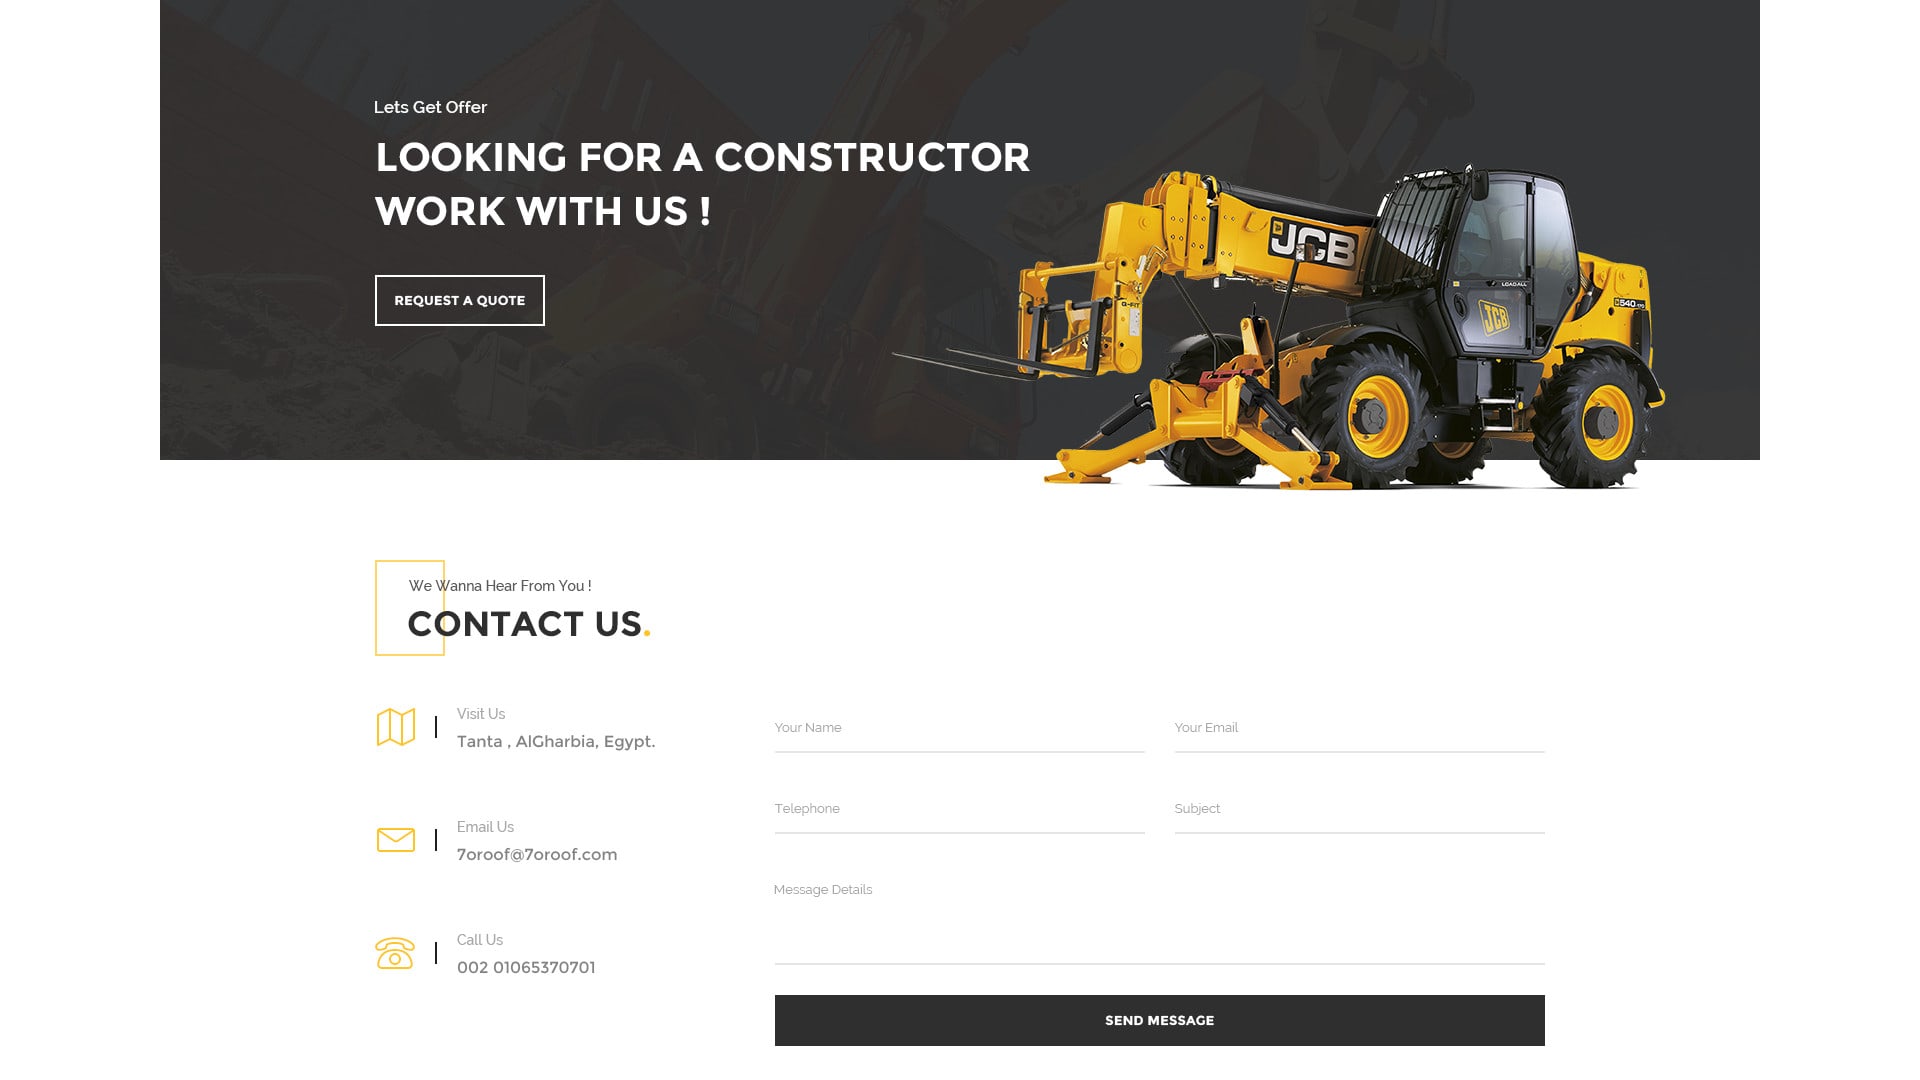 Lets Get Offer
LOOKING FOR A CONSTRUCTOR
WORK WITH US !
REQUEST A QUOTE
JCB
LOADALL
JCB
540
Q-FIT
We Wanna Hear From You !
CONTACT US.
Visit Us
Tanta , AlGharbia, Egypt.
Email Us
7oroof@7oroof.com
Call Us
002 01065370701
Your Name
Your Email
Telephone
Subject
Message Details
SEND MESSAGE